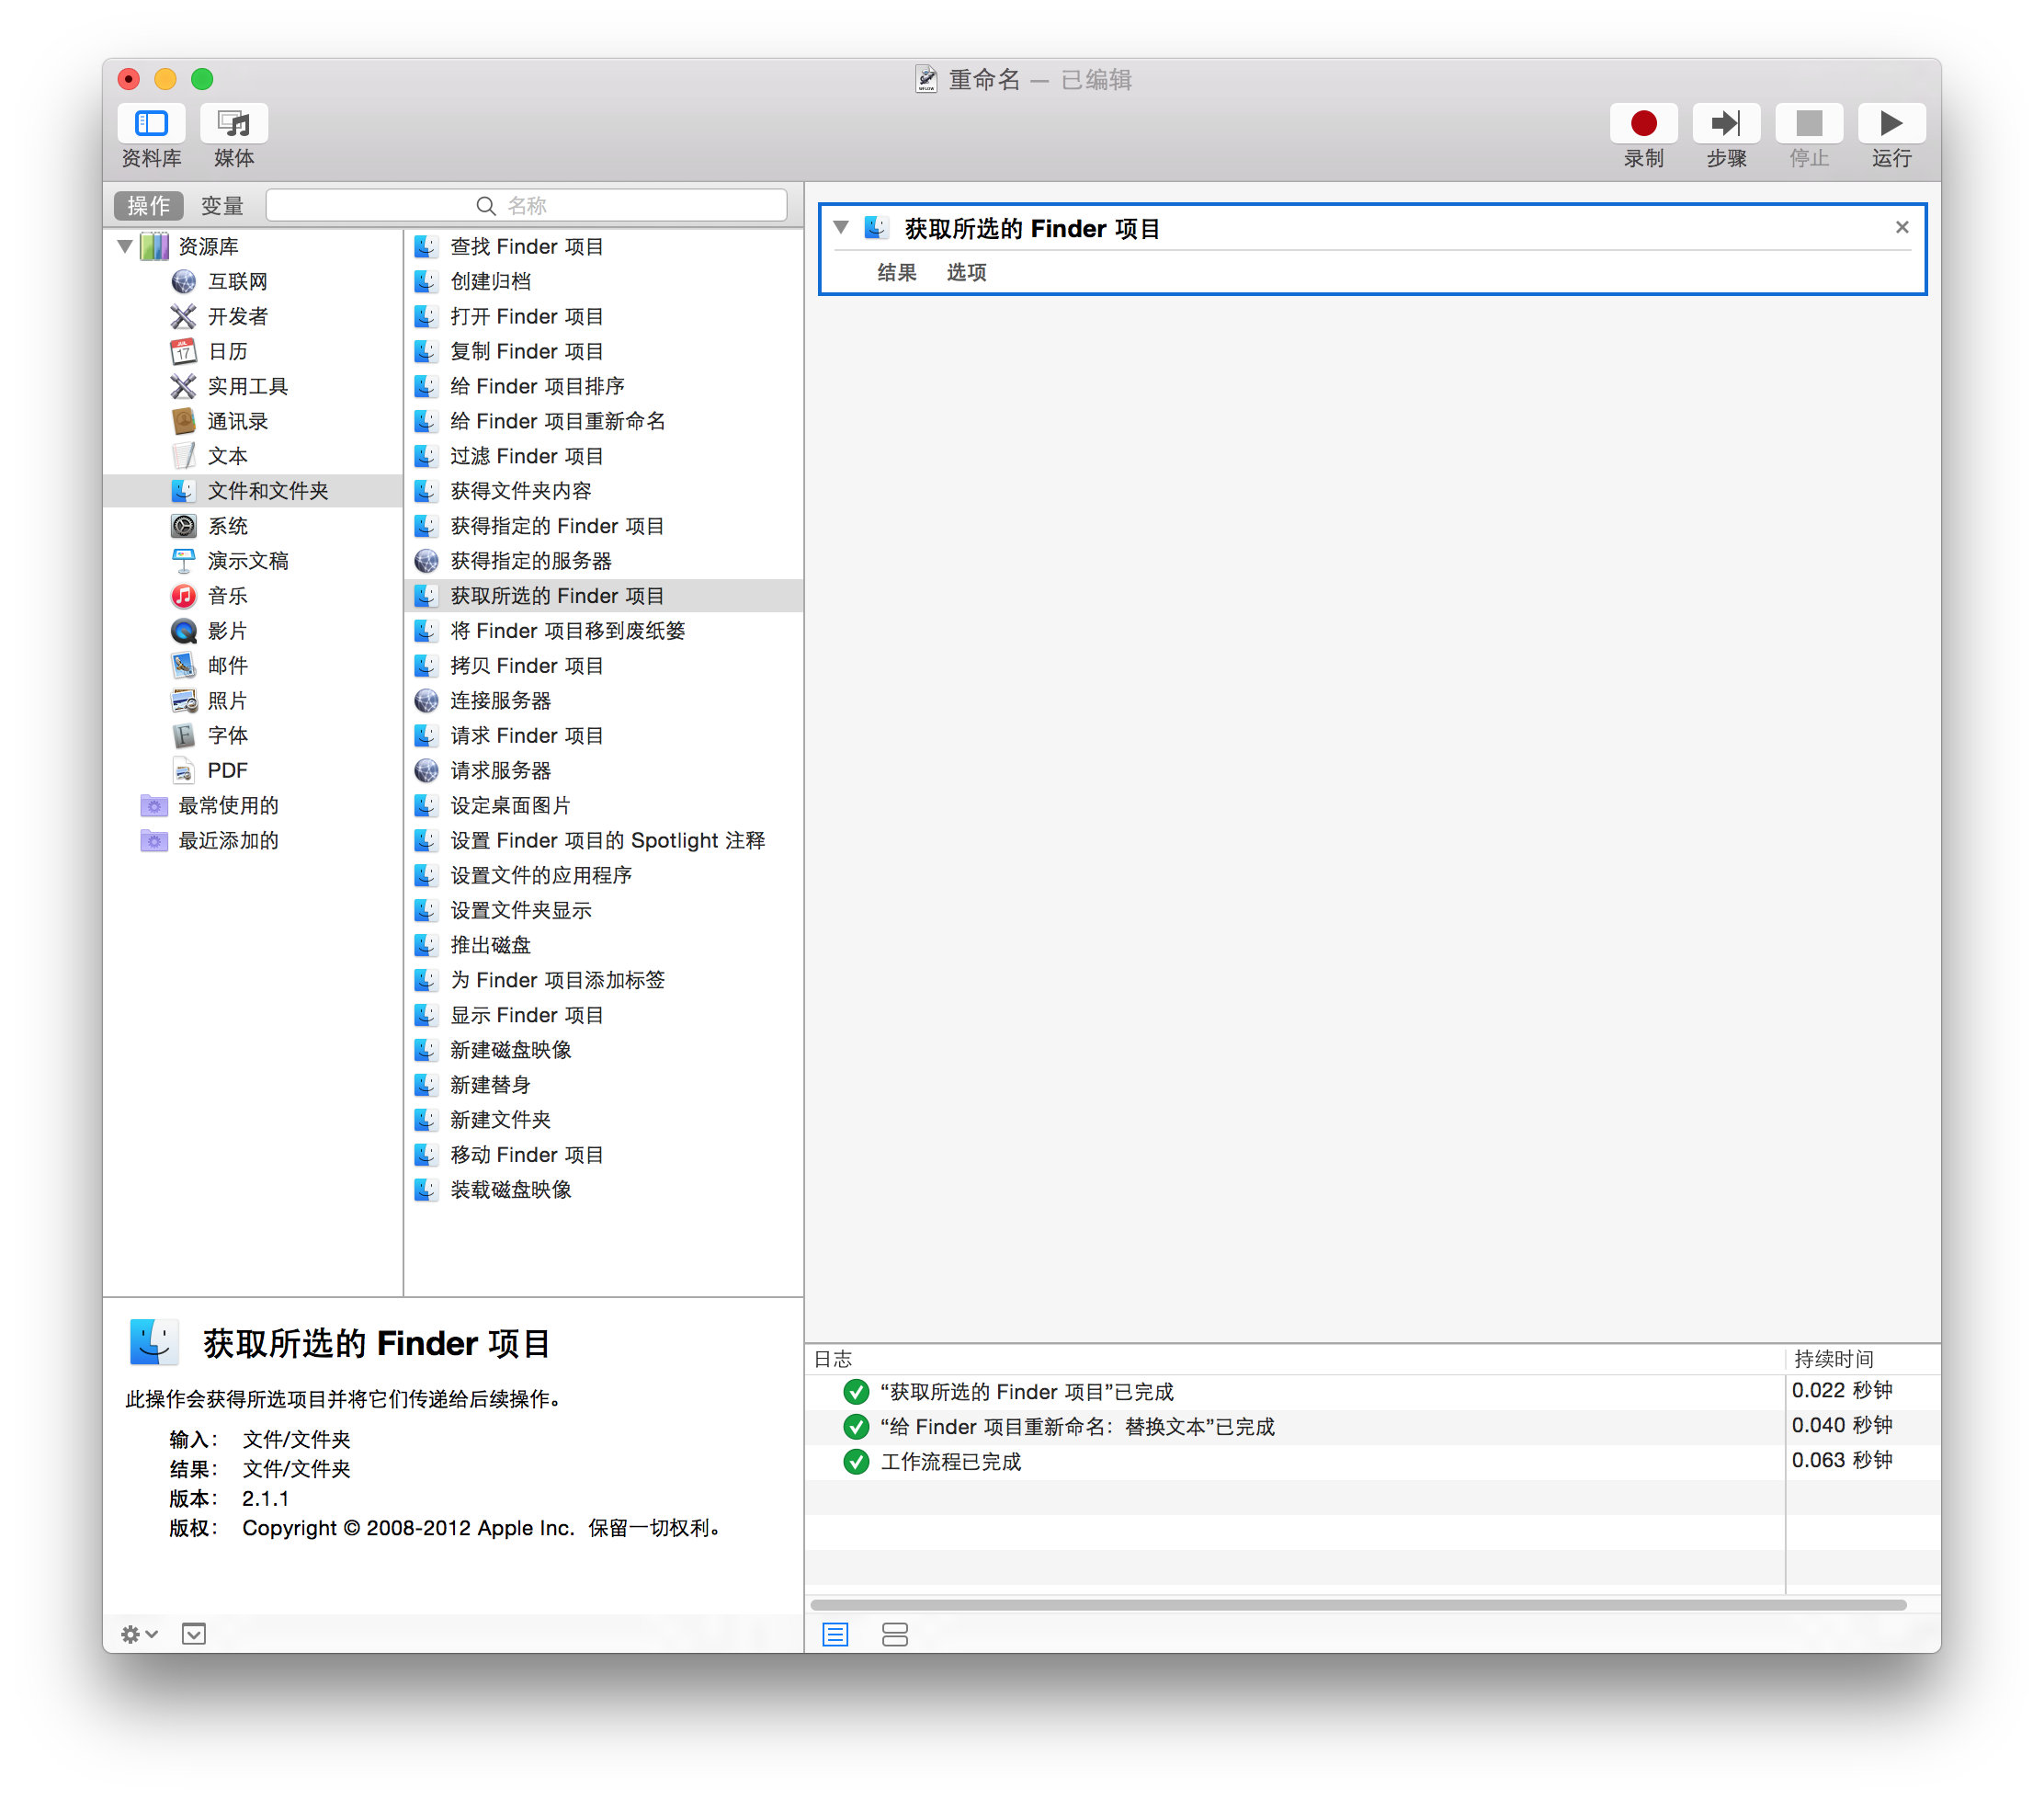 重命名 — 已编辑
资料库 媒体 录制 步骤 停止 运行
操作 变量 名称
资源库
互联网
开发者
日历
实用工具
通讯录
文本
文件和文件夹
系统
演示文稿
音乐
影片
邮件
照片
字体
PDF
最常使用的
最近添加的
查找 Finder 项目
创建归档
打开 Finder 项目
复制 Finder 项目
给 Finder 项目排序
给 Finder 项目重新命名
过滤 Finder 项目
获得文件夹内容
获得指定的 Finder 项目
获得指定的服务器
获取所选的 Finder 项目
将 Finder 项目移到废纸篓
拷贝 Finder 项目
连接服务器
请求 Finder 项目
请求服务器
设定桌面图片
设置 Finder 项目的 Spotlight 注释
设置文件的应用程序
设置文件夹显示
推出磁盘
为 Finder 项目添加标签
显示 Finder 项目
新建磁盘映像
新建替身
新建文件夹
移动 Finder 项目
装载磁盘映像
获取所选的 Finder 项目
结果 选项
获取所选的 Finder 项目
此操作会获得所选项目并将它们传递给后续操作。
输入： 文件/文件夹
结果： 文件/文件夹
版本： 2.1.1
版权： Copyright © 2008-2012 Apple Inc. 保留一切权利。
日志 持续时间
“获取所选的 Finder 项目”已完成 0.022 秒钟
“给 Finder 项目重新命名：替换文本”已完成 0.040 秒钟
工作流程已完成 0.063 秒钟